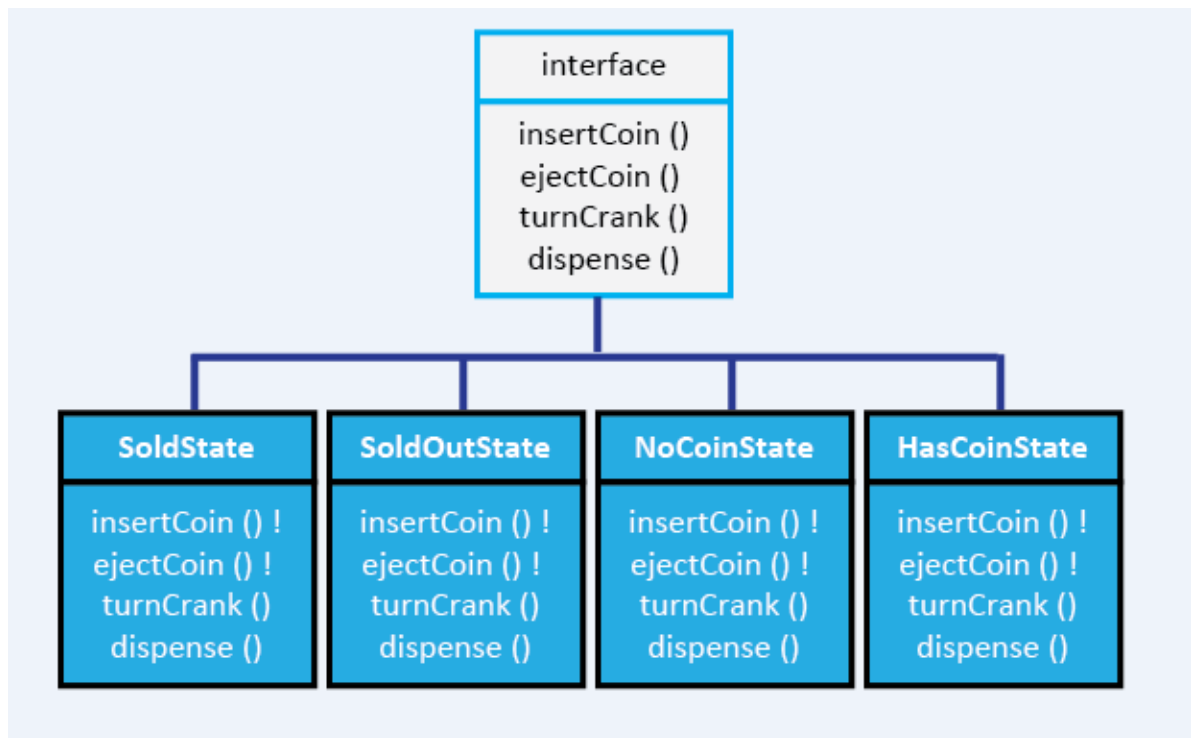 interface
insertCoin ()
ejectCoin ()
turnCrank ()
dispense ()
SoldState
insertCoin () !
ejectCoin () !
turnCrank ()
dispense ()
SoldOutState
insertCoin () !
ejectCoin () !
turnCrank ()
dispense ()
NoCoinState
insertCoin () !
ejectCoin () !
turnCrank ()
dispense ()
HasCoinState
insertCoin () !
ejectCoin () !
turnCrank ()
dispense ()